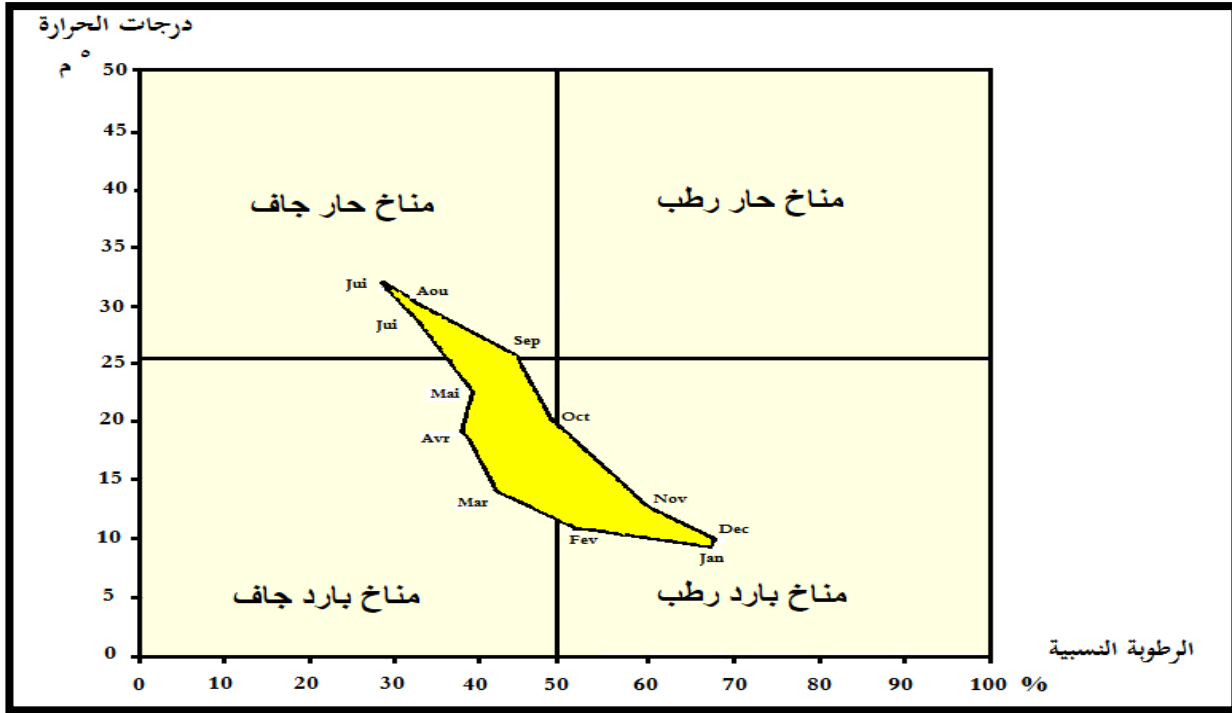 درجات الحرارة
° م
50
45
40
35
30
25
20
15
10
5
0
مناخ حار جاف
مناخ حار رطب
Jui
Aou
Jui
Sep
Mai
Oct
Avr
Mar
Nov
Dec
Fev
Jan
مناخ بارد جاف
مناخ بارد رطب
الرطوبة النسبية
0 10 20 30 40 50 60 70 80 90 100 %